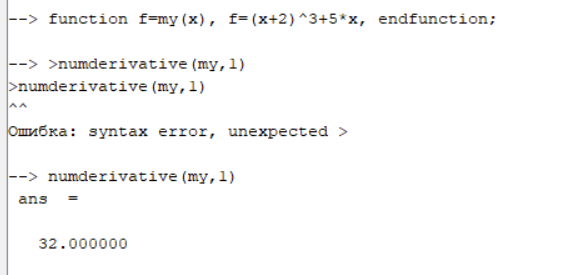 --> function f=my(x), f=(x+2)^3+5*x, endfunction;
--> >numderivative(my,1)
>numderivative(my,1)
^^
Ошибка: syntax error, unexpected >
--> numderivative(my,1)
ans  =
32.000000